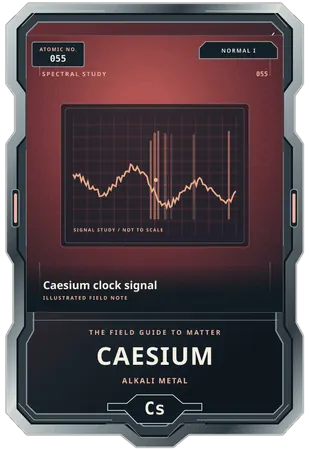 ATOMIC NO.
055
NORMAL I
SPECTRAL STUDY
055
SIGNAL STUDY / NOT TO SCALE
Caesium clock signal
ILLUSTRATED FIELD NOTE
THE FIELD GUIDE TO MATTER
CAESIUM
ALKALI METAL
Cs